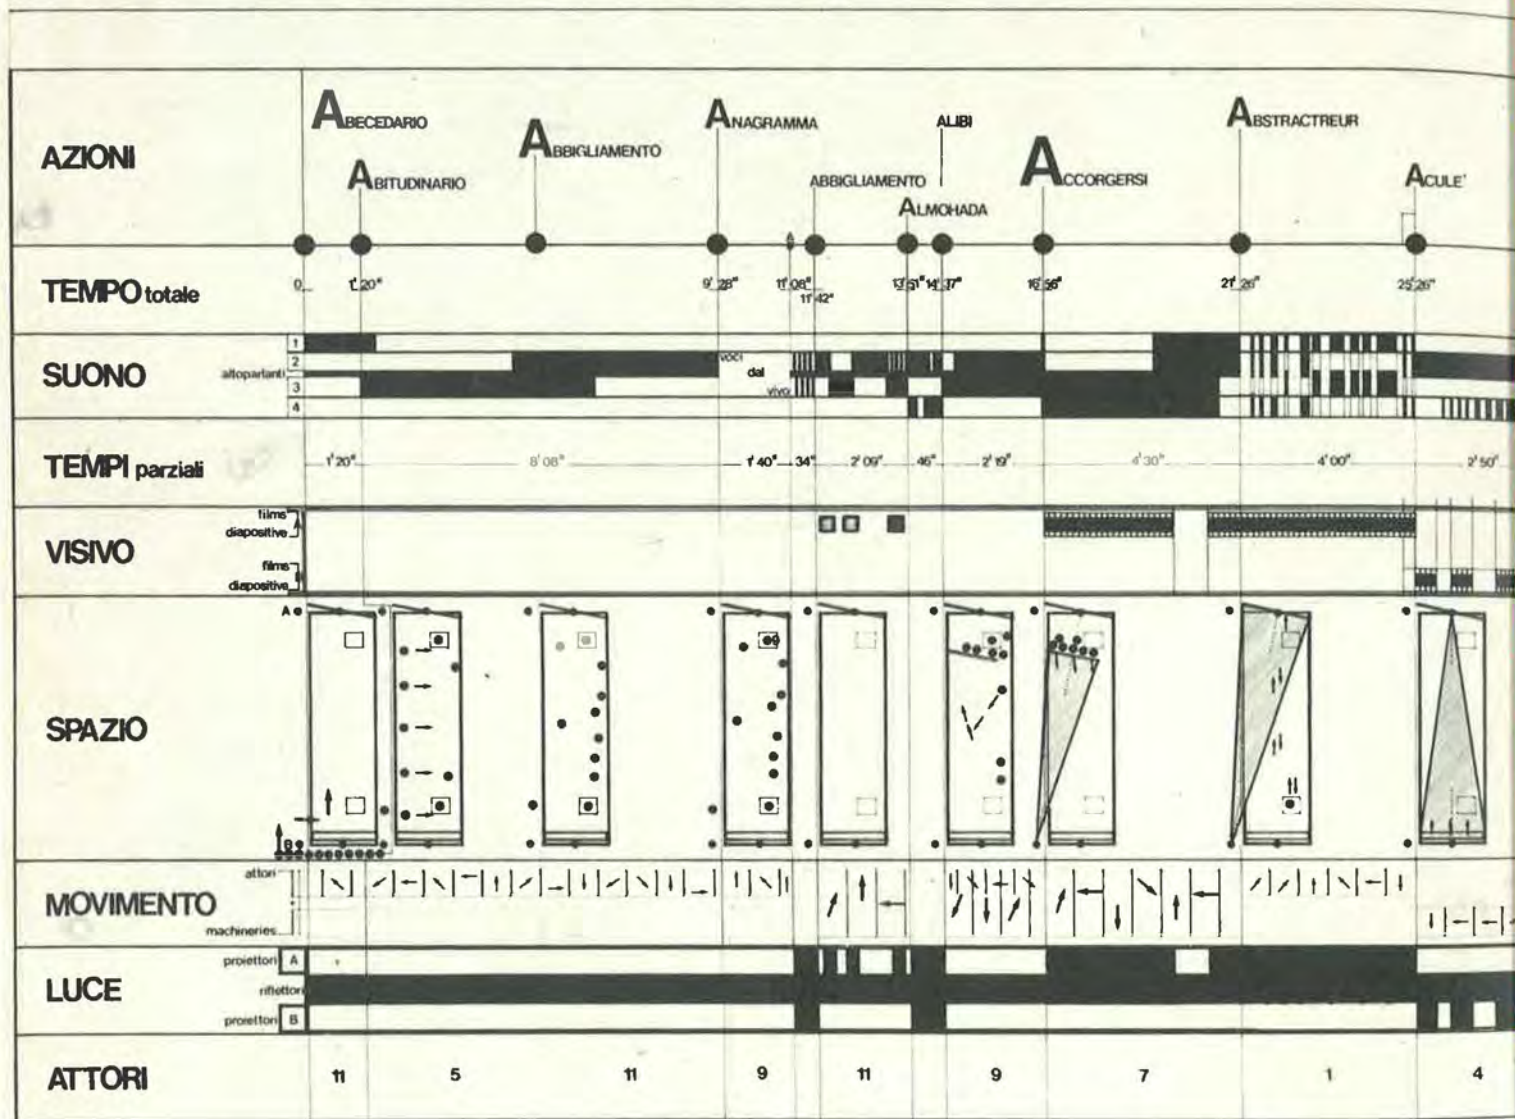 AZIONI
ABECEDARIO
ABITUDINARIO
ABBIGLIAMENTO
ANAGRAMMA
ABBIGLIAMENTO
ALMOHADA
ALIBI
ACCORGERSI
ABSTRACTREUR
ACULE'
TEMPO totale
0 1'20" 9'28" 11'08" 11'42" 13'51" 14'37" 16'56" 21'26" 25'26"
SUONO
altoparlanti
1
2
3
4
voci
dal
vivo
TEMPI parziali
1'20" 8'08" 1'40" 34" 2'09" 46" 2'19" 4'30" 4'00" 2'50"
VISIVO
films
diapositive
films
diapositive
SPAZIO
A
B
MOVIMENTO
attori
machineries
LUCE
proiettori A
riflettori
proiettori B
ATTORI
11 5 11 9 11 9 7 1 4